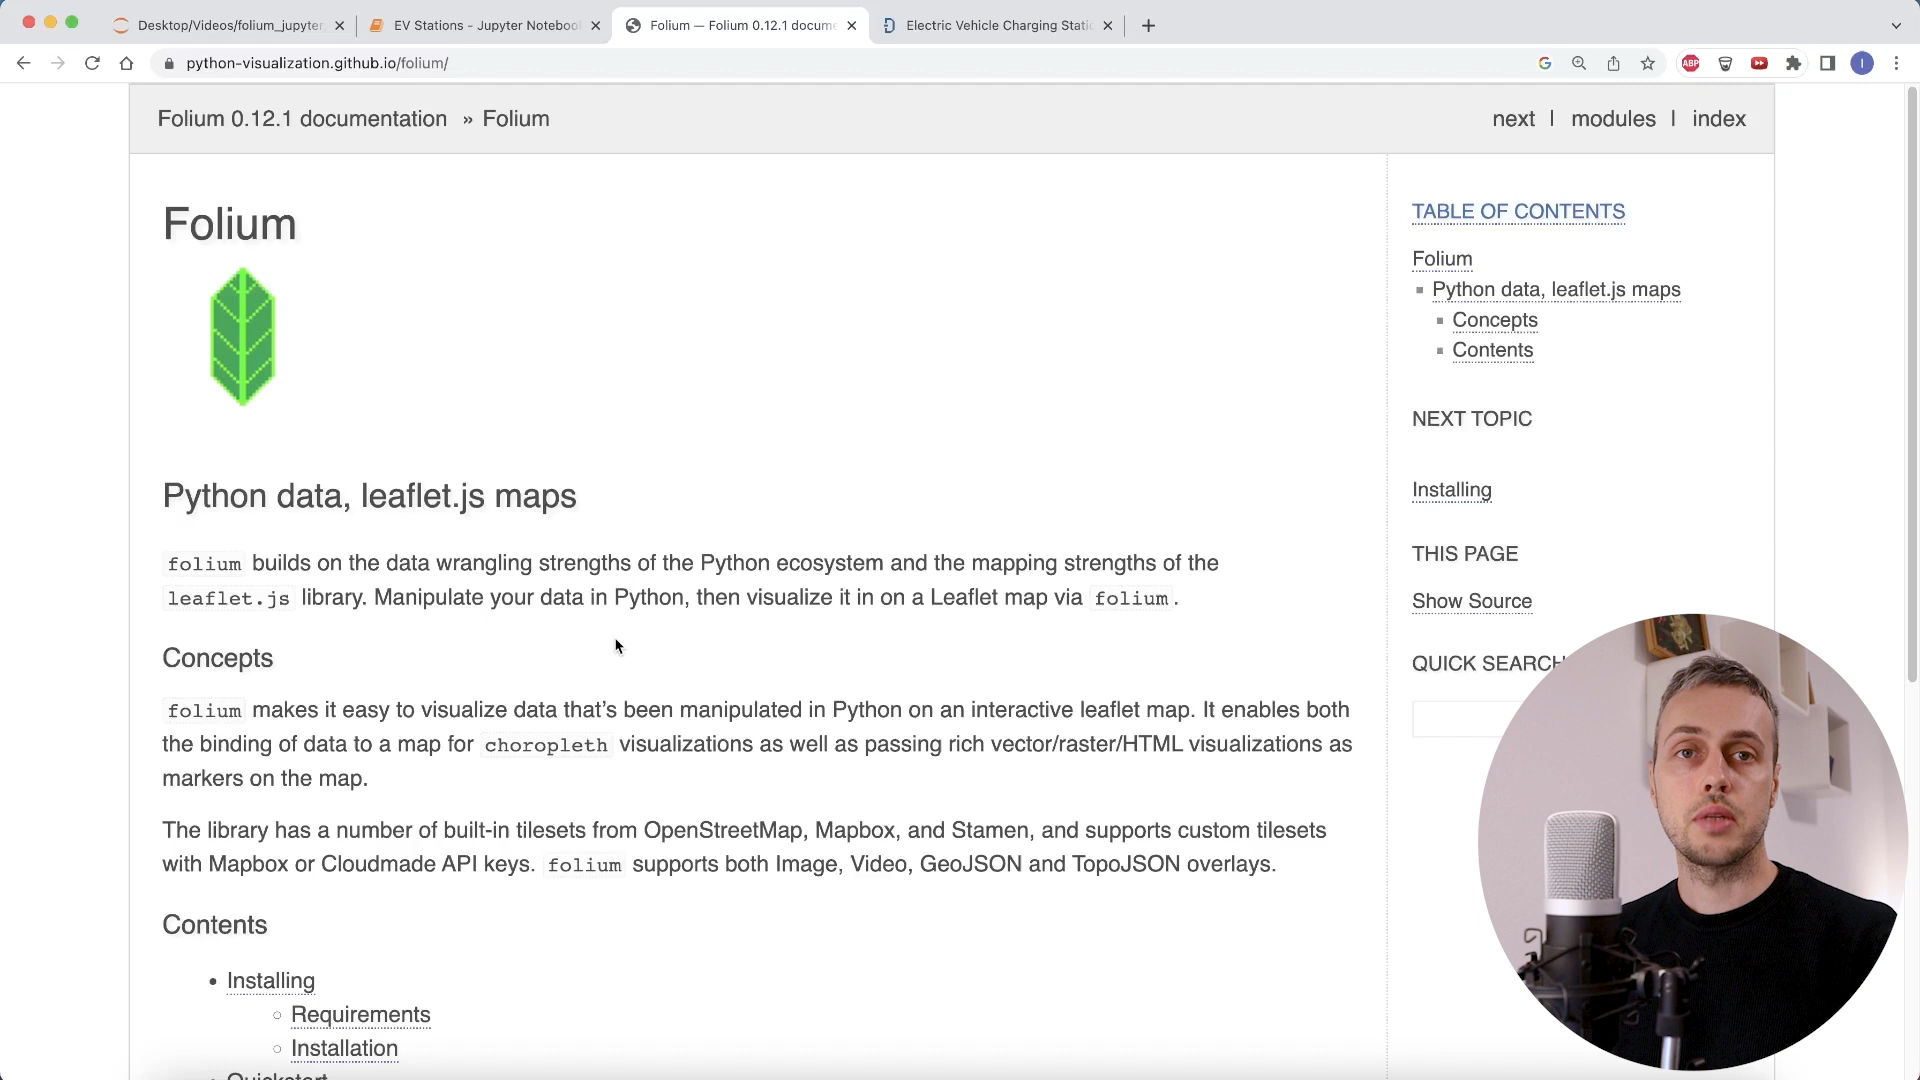 Desktop/Videos/folium_jupyter
EV Stations - Jupyter Notebool
Folium — Folium 0.12.1 docume
Electric Vehicle Charging Static
python-visualization.github.io/folium/
ABP
I
Folium 0.12.1 documentation » Folium
next | modules | index
Folium
Python data, leaflet.js maps
folium builds on the data wrangling strengths of the Python ecosystem and the mapping strengths of the
leaflet.js library. Manipulate your data in Python, then visualize it in on a Leaflet map via folium.
Concepts
folium makes it easy to visualize data that’s been manipulated in Python on an interactive leaflet map. It enables both
the binding of data to a map for choropleth visualizations as well as passing rich vector/raster/HTML visualizations as
markers on the map.
The library has a number of built-in tilesets from OpenStreetMap, Mapbox, and Stamen, and supports custom tilesets
with Mapbox or Cloudmade API keys. folium supports both Image, Video, GeoJSON and TopoJSON overlays.
Contents
Installing
Requirements
Installation
Quickstart
TABLE OF CONTENTS
Folium
Python data, leaflet.js maps
Concepts
Contents
NEXT TOPIC
Installing
THIS PAGE
Show Source
QUICK SEARCH